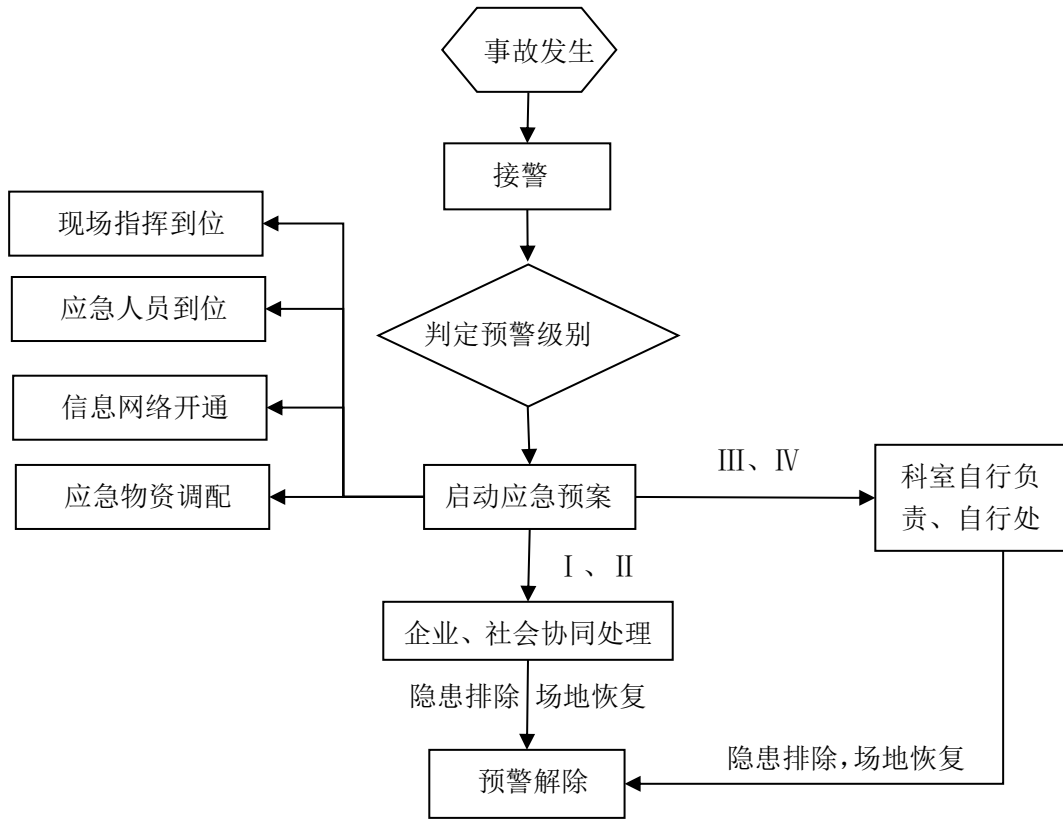 事故发生
接警
现场指挥到位
应急人员到位
判定预警级别
信息网络开通
应急物资调配
启动应急预案
Ⅲ、Ⅳ
科室自行负
责、自行处
Ⅰ、Ⅱ
企业、社会协同处理
隐患排除 场地恢复
隐患排除,场地恢复
预警解除